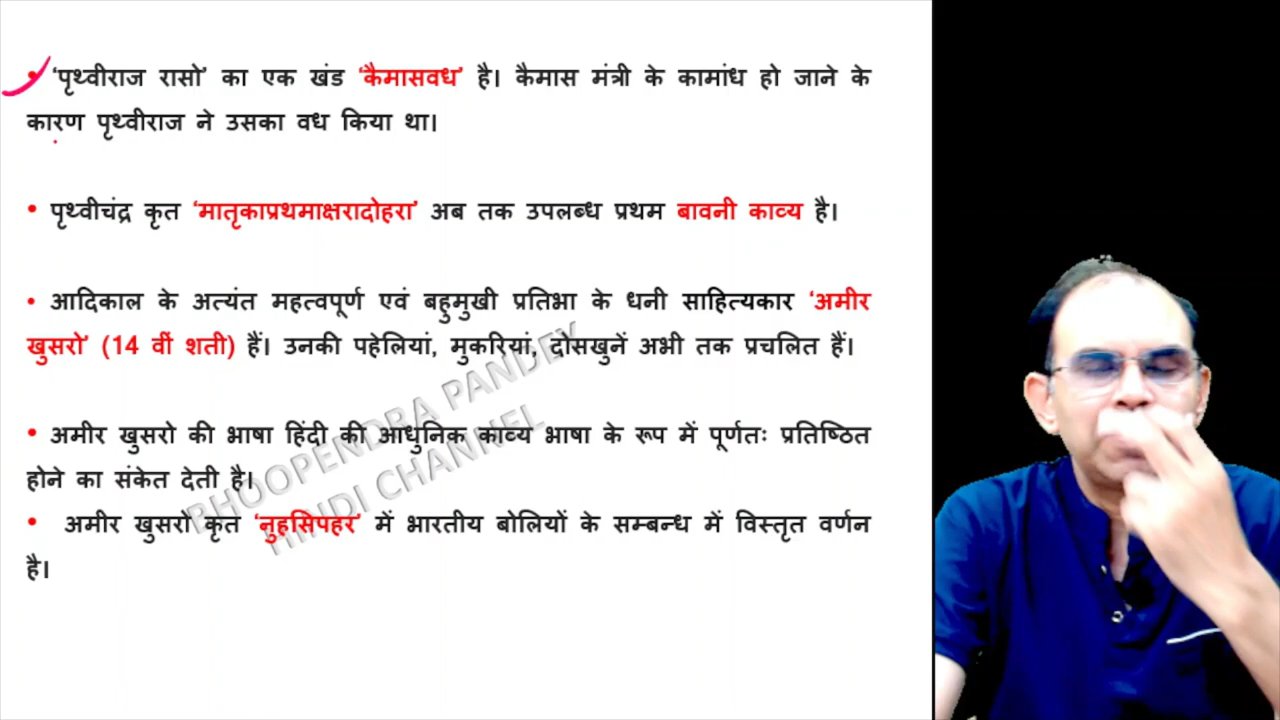 • ‘पृथ्वीराज रासो’ का एक खंड ‘कैमासवध’ है। कैमास मंत्री के कामांध हो जाने के
कारण पृथ्वीराज ने उसका वध किया था।
• पृथ्वीचंद्र कृत ‘मातृकाप्रथमाक्षरादोहरा’ अब तक उपलब्ध प्रथम बावनी काव्य है।
• आदिकाल के अत्यंत महत्वपूर्ण एवं बहुमुखी प्रतिभा के धनी साहित्यकार ‘अमीर
खुसरो’ (14 वीं शती) हैं। उनकी पहेलियां, मुकरियां, दोसखुनें अभी तक प्रचलित हैं।
• अमीर खुसरो की भाषा हिंदी की आधुनिक काव्य भाषा के रूप में पूर्णतः प्रतिष्ठित
होने का संकेत देती है।
• अमीर खुसरो कृत ‘नुहसिपहर’ में भारतीय बोलियों के सम्बन्ध में विस्तृत वर्णन
है।
BHOOPENDRA PANDEY
HINDI CHANNEL